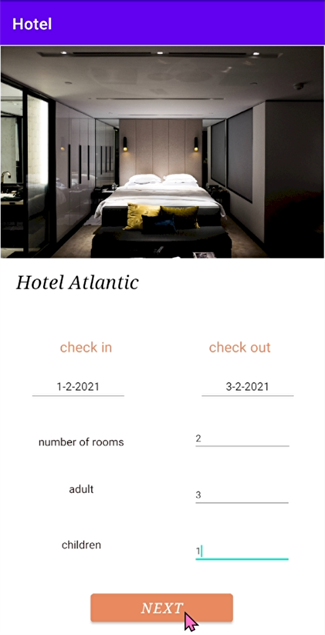 Hotel
Hotel Atlantic
check in check out
1-2-2021 3-2-2021
number of rooms 2
adult 3
children 1
NEXT